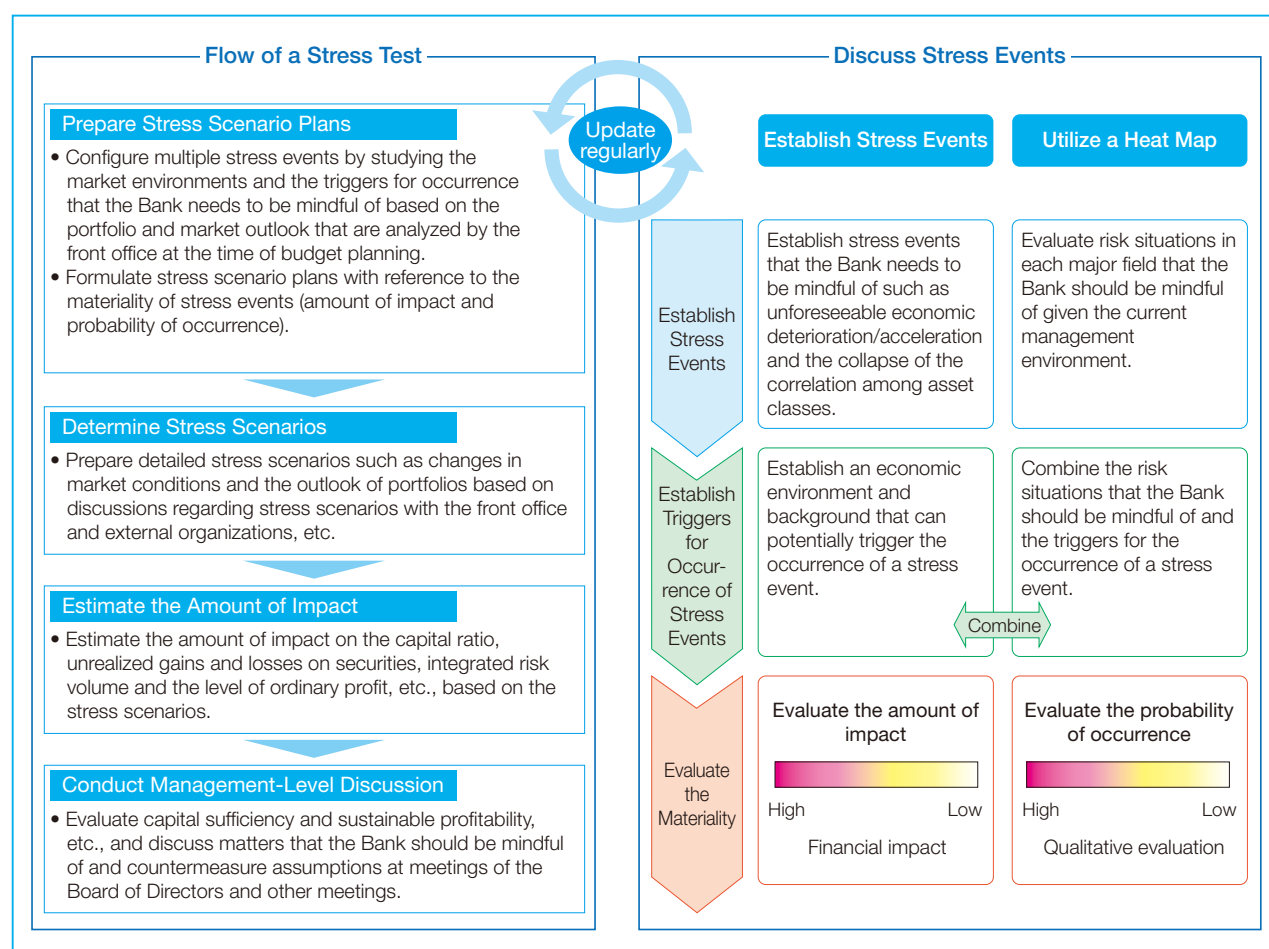 Flow of a Stress Test
Prepare Stress Scenario Plans
• Configure multiple stress events by studying the
market environments and the triggers for occurrence
that the Bank needs to be mindful of based on the
portfolio and market outlook that are analyzed by the
front office at the time of budget planning.
• Formulate stress scenario plans with reference to the
materiality of stress events (amount of impact and
probability of occurrence).
Determine Stress Scenarios
• Prepare detailed stress scenarios such as changes in
market conditions and the outlook of portfolios based on
discussions regarding stress scenarios with the front office
and external organizations, etc.
Estimate the Amount of Impact
• Estimate the amount of impact on the capital ratio,
unrealized gains and losses on securities, integrated risk
volume and the level of ordinary profit, etc., based on the
stress scenarios.
Conduct Management-Level Discussion
• Evaluate capital sufficiency and sustainable profitability,
etc., and discuss matters that the Bank should be mindful
of and countermeasure assumptions at meetings of the
Board of Directors and other meetings.
Update
regularly
Discuss Stress Events
Establish Stress Events
Utilize a Heat Map
Establish
Stress
Events
Establish stress events
that the Bank needs to
be mindful of such as
unforeseeable economic
deterioration/acceleration
and the collapse of the
correlation among asset
classes.
Evaluate risk situations in
each major field that the
Bank should be mindful
of given the current
management
environment.
Establish
Triggers
for
Occur-
rence of
Stress
Events
Establish an economic
environment and
background that can
potentially trigger the
occurrence of a stress
event.
Combine
Combine the risk
situations that the Bank
should be mindful of and
the triggers for the
occurrence of a stress
event.
Evaluate
the
Materiality
Evaluate the amount of
impact
High Low
Financial impact
Evaluate the probability
of occurrence
High Low
Qualitative evaluation